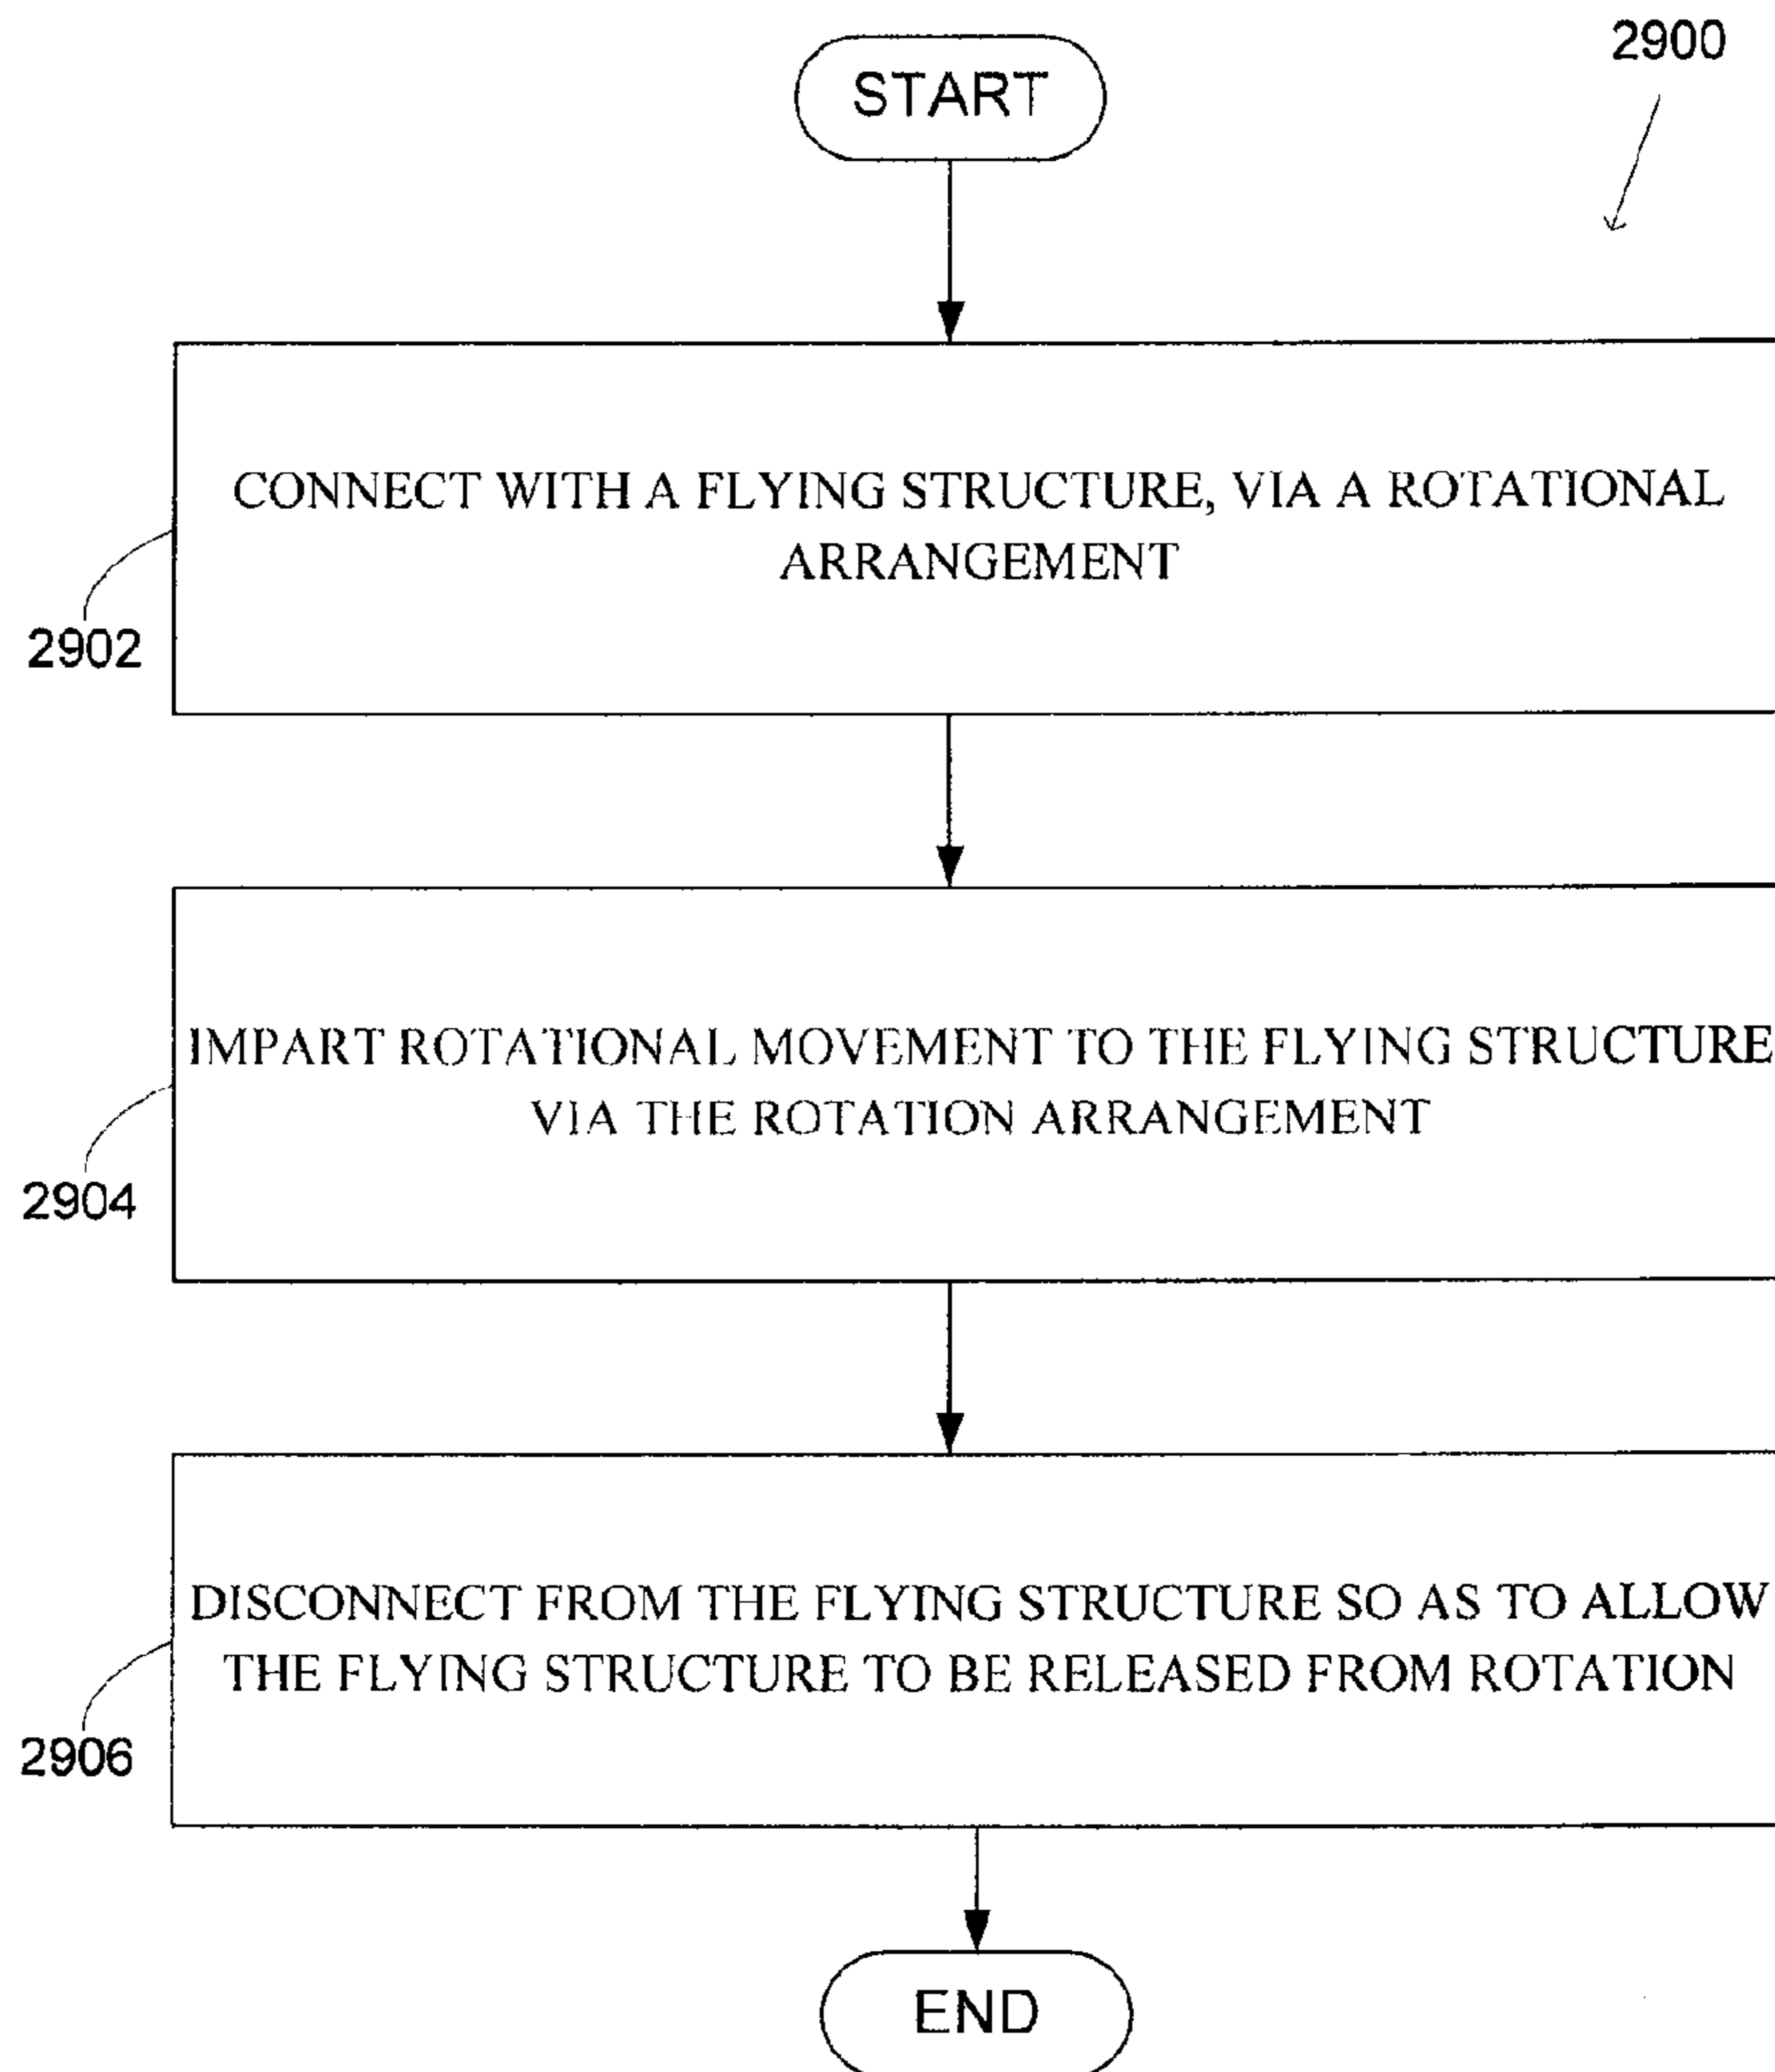 2900
START
CONNECT WITH A FLYING STRUCTURE, VIA A ROTATIONAL
ARRANGEMENT
2902
IMPART ROTATIONAL MOVEMENT TO THE FLYING STRUCTURE
VIA THE ROTATION ARRANGEMENT
2904
DISCONNECT FROM THE FLYING STRUCTURE SO AS TO ALLOW
THE FLYING STRUCTURE TO BE RELEASED FROM ROTATION
2906
END